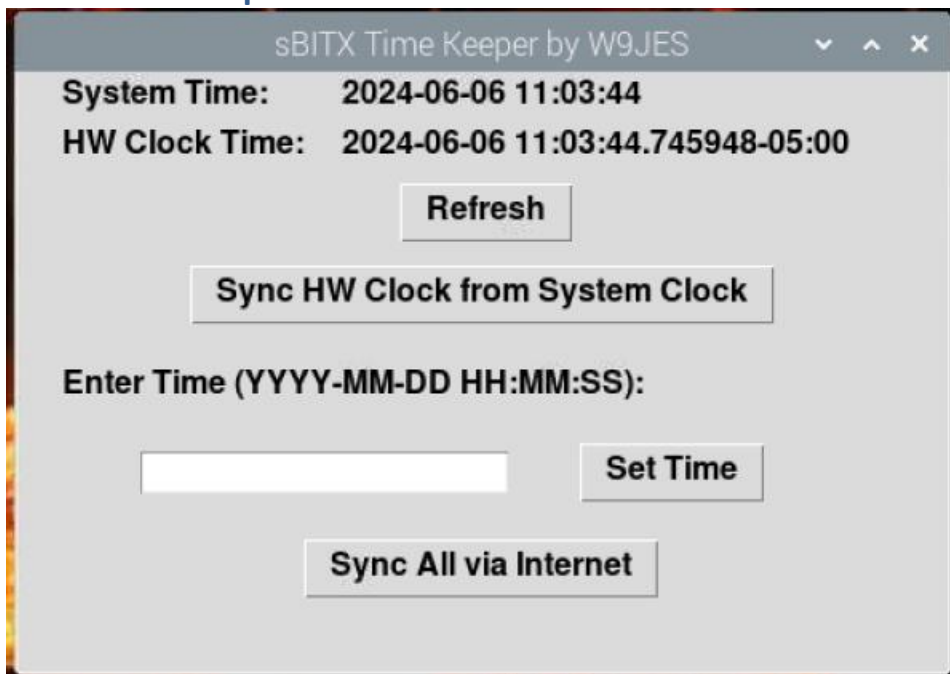 sBITX Time Keeper by W9JES
System Time: 2024-06-06 11:03:44
HW Clock Time: 2024-06-06 11:03:44.745948-05:00
Refresh
Sync HW Clock from System Clock
Enter Time (YYYY-MM-DD HH:MM:SS):
Set Time
Sync All via Internet